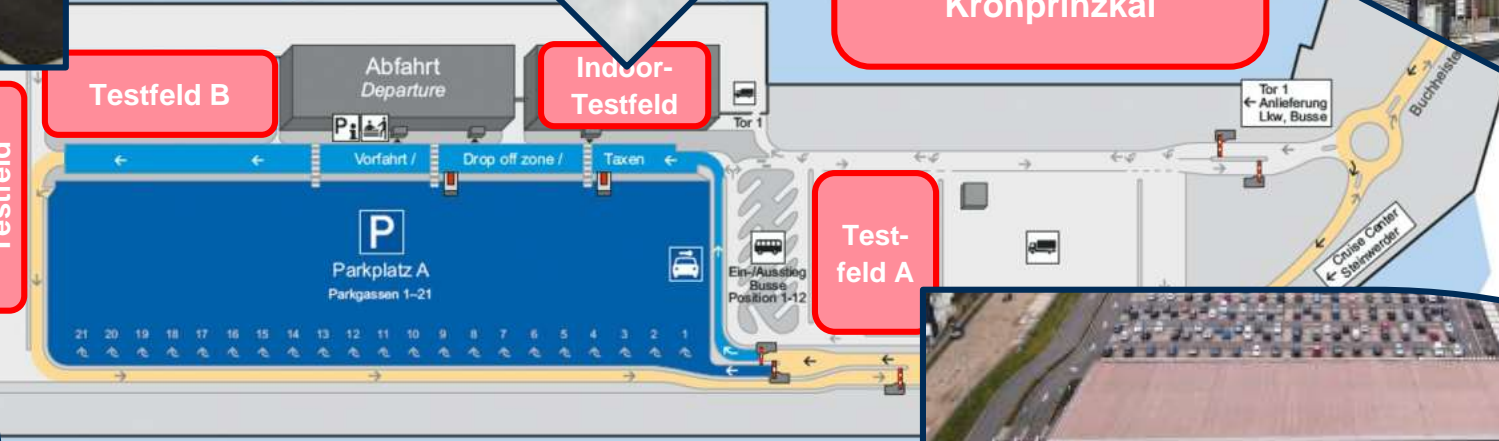 Kronprinzkai
Testfeld B
Abfahrt
Departure
Indoor-
Testfeld
P i
Tor 1
Tor 1
← Anlieferung
Lkw, Busse
Buchheister
Testfeld
← ← Vorfahrt / Drop off zone / Taxen ←
P
Parkplatz A
Parkgassen 1–21
Ein-/Ausstieg
Busse
Position 1-12
Test-
feld A
Cruise Center
← Steinwerder
21 20 19 18 17 16 15 14 13 12 11 10 9 8 7 6 5 4 3 2 1